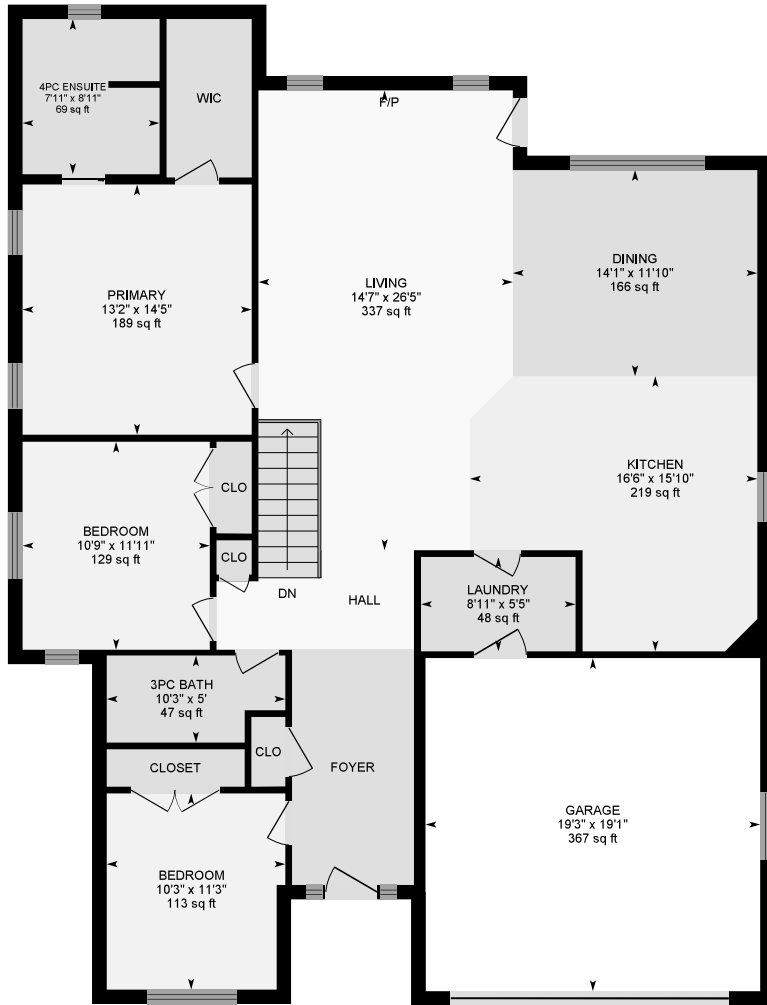 4PC ENSUITE
7'11" x 8'11"
69 sq ft
WIC
F/P
PRIMARY
13'2" x 14'5"
189 sq ft
LIVING
14'7" x 26'5"
337 sq ft
DINING
14'1" x 11'10"
166 sq ft
KITCHEN
16'6" x 15'10"
219 sq ft
CLO
BEDROOM
10'9" x 11'11"
129 sq ft
CLO
DN
HALL
LAUNDRY
8'11" x 5'5"
48 sq ft
3PC BATH
10'3" x 5'
47 sq ft
CLO
CLOSET
FOYER
GARAGE
19'3" x 19'1"
367 sq ft
BEDROOM
10'3" x 11'3"
113 sq ft